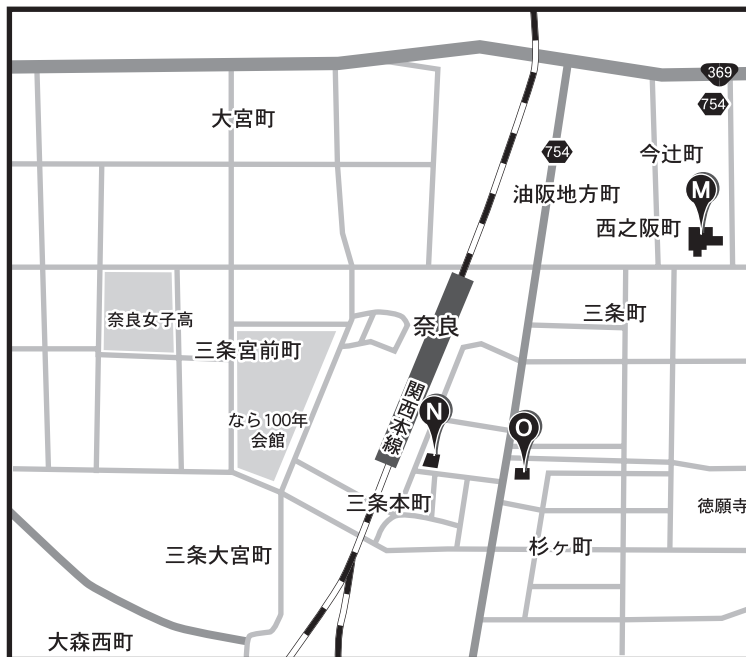 369
754
大宮町
754
今辻町
M
油阪地方町
西之阪町
奈良女子高
奈良
三条町
三条宮前町
関西本線
N
なら100年
会館
O
三条本町
徳願寺
三条大宮町
杉ヶ町
大森西町